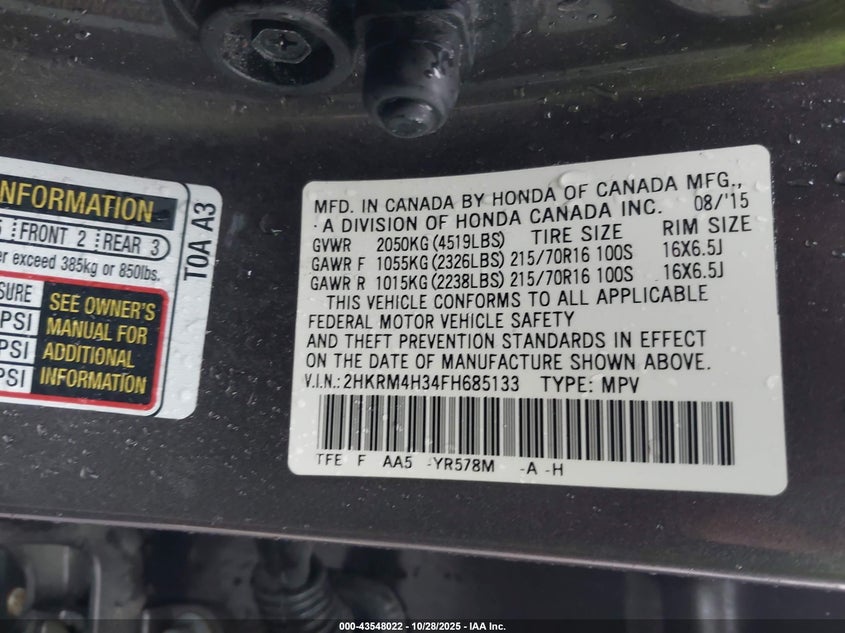 NFORMATION
FRONT 2 REAR 3
er exceed 385kg or 850lbs.
SURE
PSI
PSI
PSI
SEE OWNER'S
MANUAL FOR
ADDITIONAL
INFORMATION
T0A A3
MFD. IN CANADA BY HONDA OF CANADA MFG.,
A DIVISION OF HONDA CANADA INC. 08/'15
GVWR 2050KG (4519LBS) TIRE SIZE RIM SIZE
GAWR F 1055KG (2326LBS) 215/70R16 100S 16X6.5J
GAWR R 1015KG (2238LBS) 215/70R16 100S 16X6.5J
THIS VEHICLE CONFORMS TO ALL APPLICABLE
FEDERAL MOTOR VEHICLE SAFETY
AND THEFT PREVENTION STANDARDS IN EFFECT
ON THE DATE OF MANUFACTURE SHOWN ABOVE.
V.I.N.: 2HKRM4H34FH685133 TYPE: MPV
TFE F AA5 -YR578M -A -H
000-43548022 | 10/28/2025 - IAA Inc.